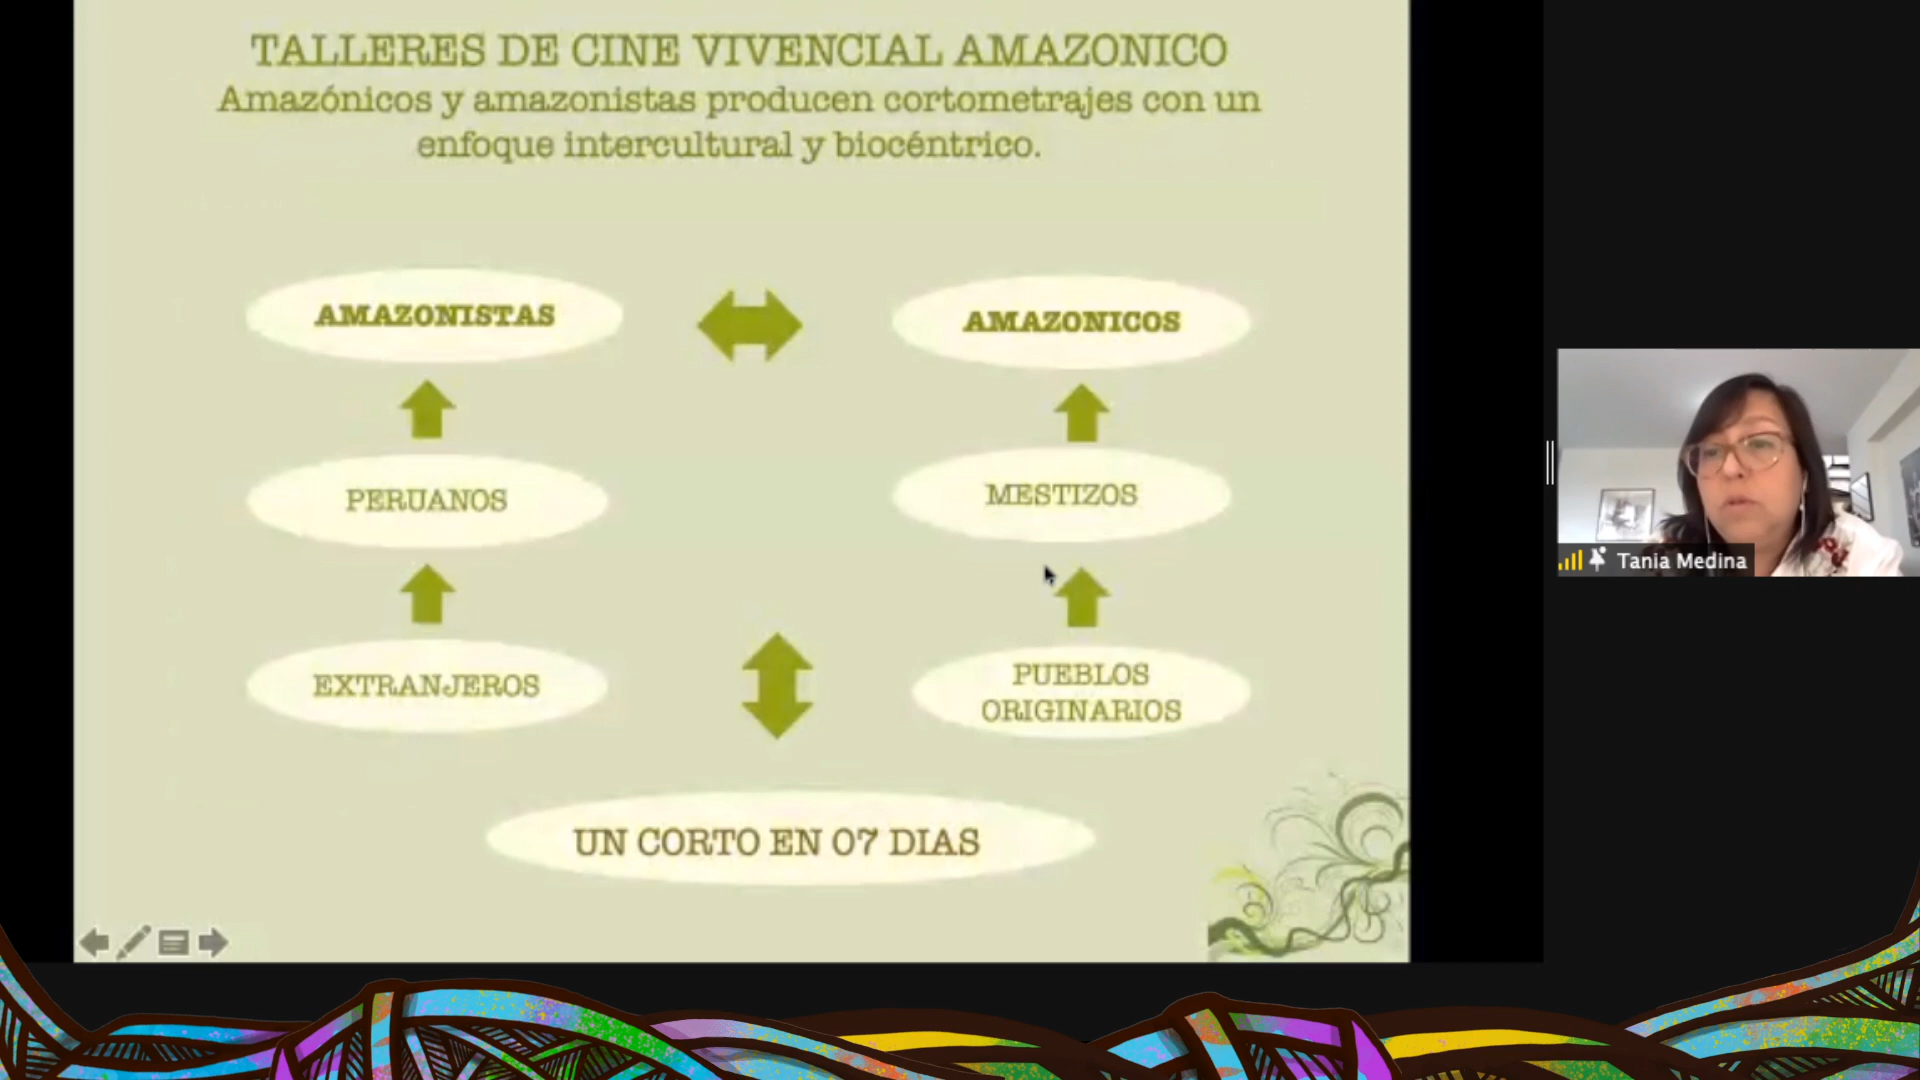 TALLERES DE CINE VIVENCIAL AMAZONICO
Amazónicos y amazonistas producen cortometrajes con un
enfoque intercultural y biocéntrico.
AMAZONISTAS
AMAZONICOS
PERUANOS
MESTIZOS
EXTRANJEROS
PUEBLOS
ORIGINARIOS
UN CORTO EN 07 DIAS
Tania Medina